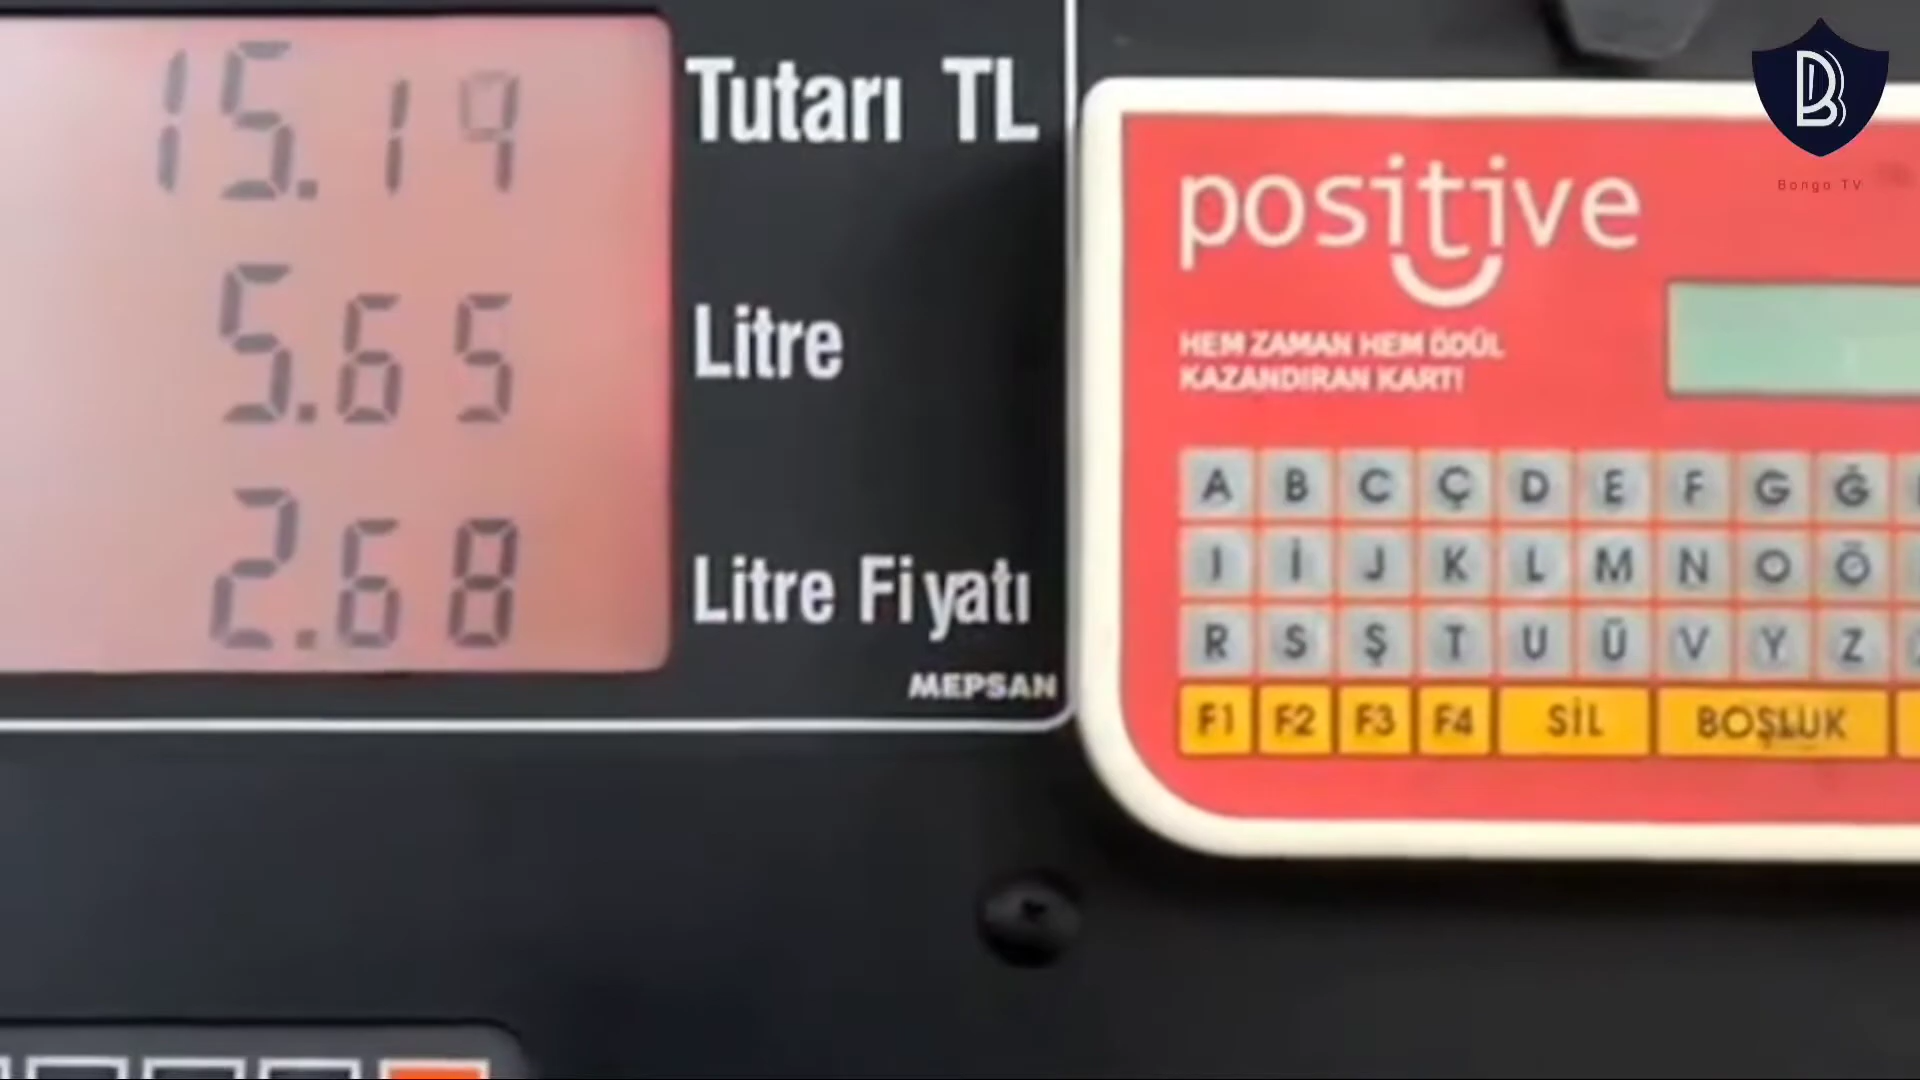 15.19 Tutarı TL
5.65 Litre
2.68 Litre Fiyatı
MEPSAN
positive
HEM ZAMAN HEM ÖDÜL
KAZANDIRAN KART!
A B C Ç D E F G Ğ
I İ J K L M N O Ö
R S Ş T U Ü V Y Z
F1 F2 F3 F4 SİL BOŞLUK
B
Bongo TV